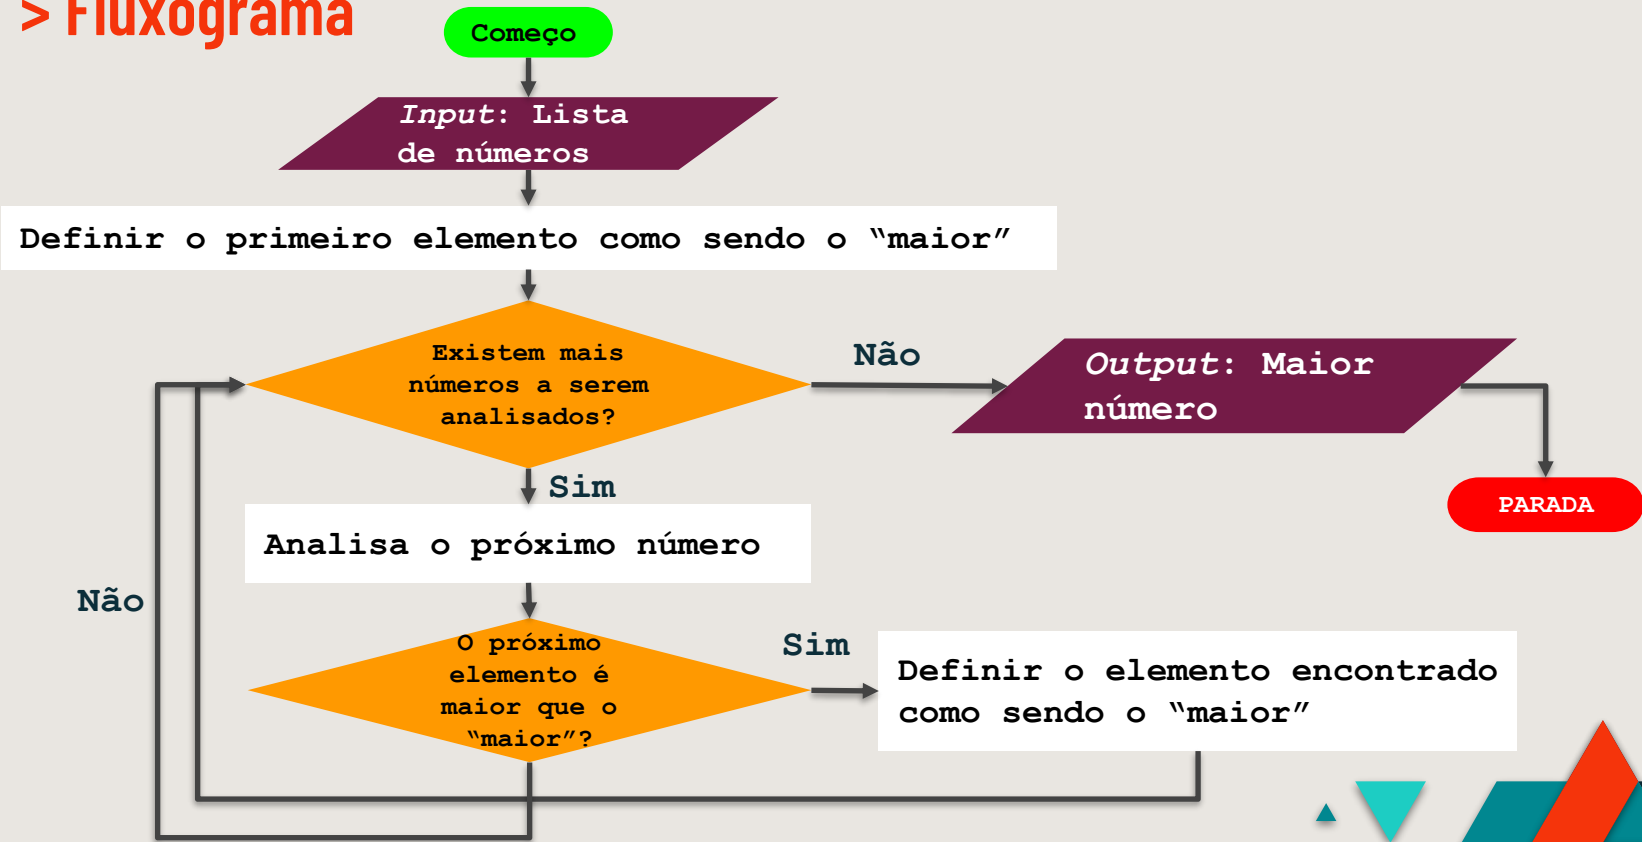 > Fluxograma
Começo
Input: Lista
de números
Definir o primeiro elemento como sendo o “maior”
Existem mais
números a serem
analisados?
Não
Output: Maior
número
PARADA
Sim
Analisa o próximo número
Não
O próximo
elemento é
maior que o
“maior”?
Sim
Definir o elemento encontrado
como sendo o “maior”